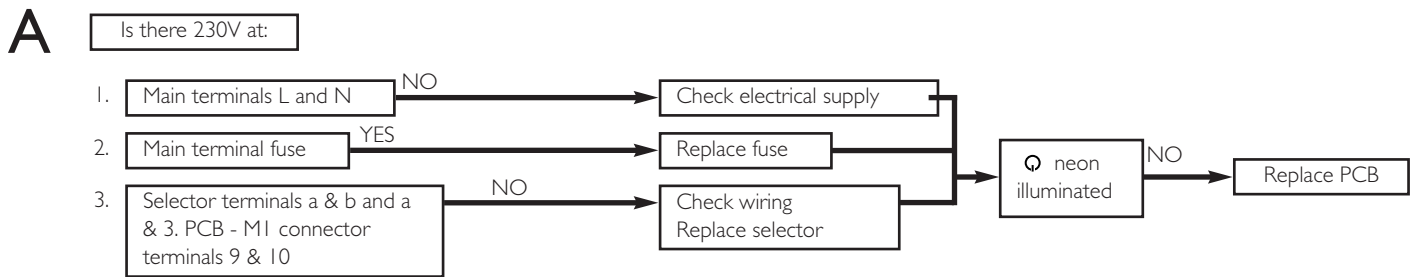 A
Is there 230V at:
1. Main terminals L and N
NO
Check electrical supply
2. Main terminal fuse
YES
Replace fuse
3. Selector terminals a & b and a
& 3. PCB - M1 connector
terminals 9 & 10
NO
Check wiring
Replace selector
neon
illuminated
NO
Replace PCB